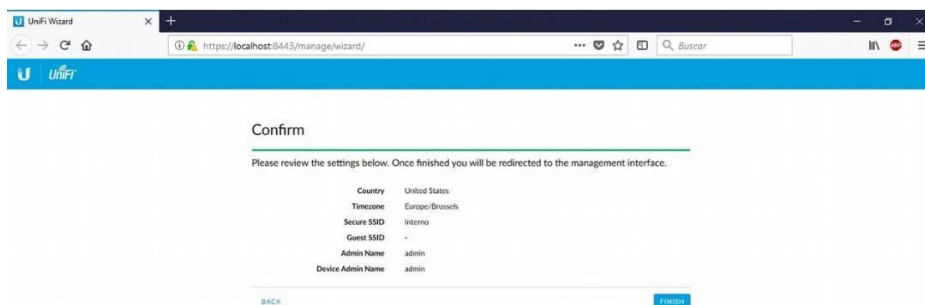 UniFi Wizard
https://localhost:8443/manage/wizard/
Buscar
ABP
U UniFi
Confirm
Please review the settings below. Once finished you will be redirected to the management interface.
Country United States
Timezone Europe/Brussels
Secure SSID Interno
Guest SSID -
Admin Name admin
Device Admin Name admin
BACK FINISH